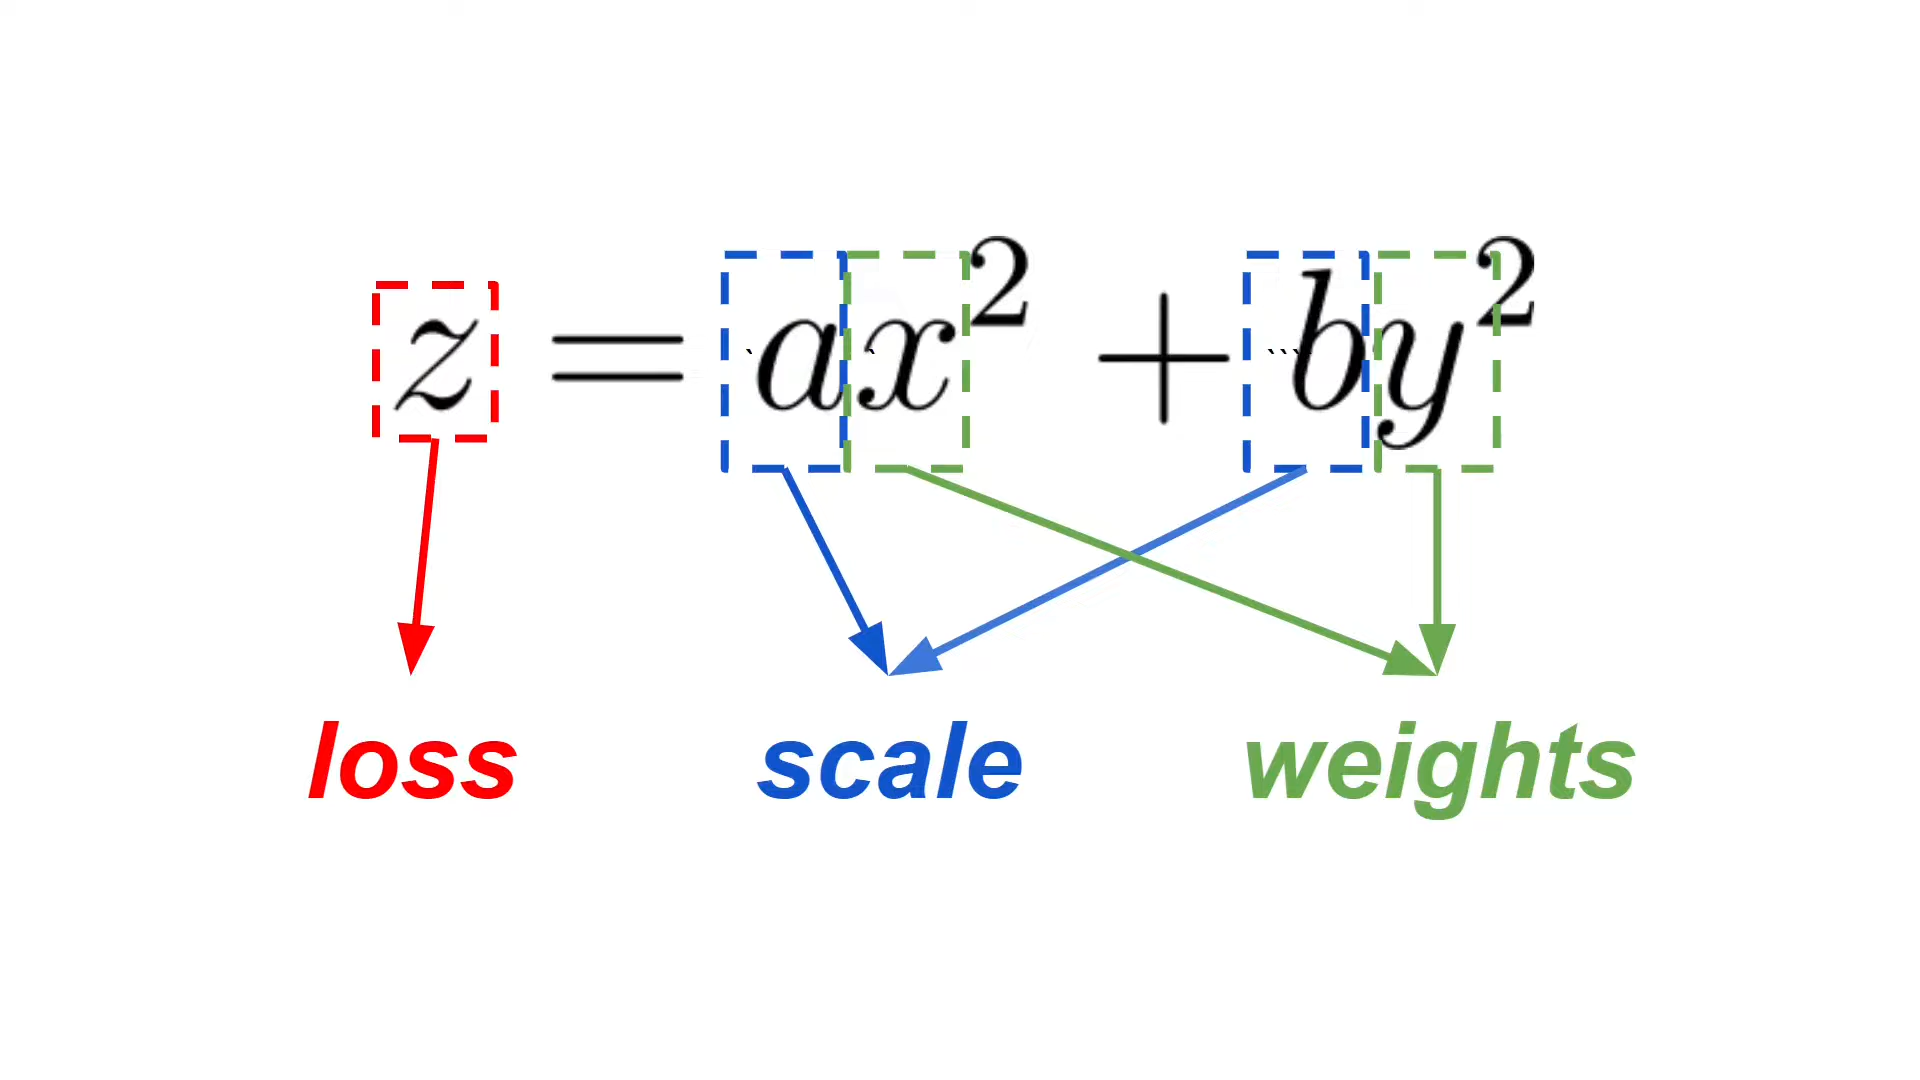 z = ax² + by²
loss scale weights